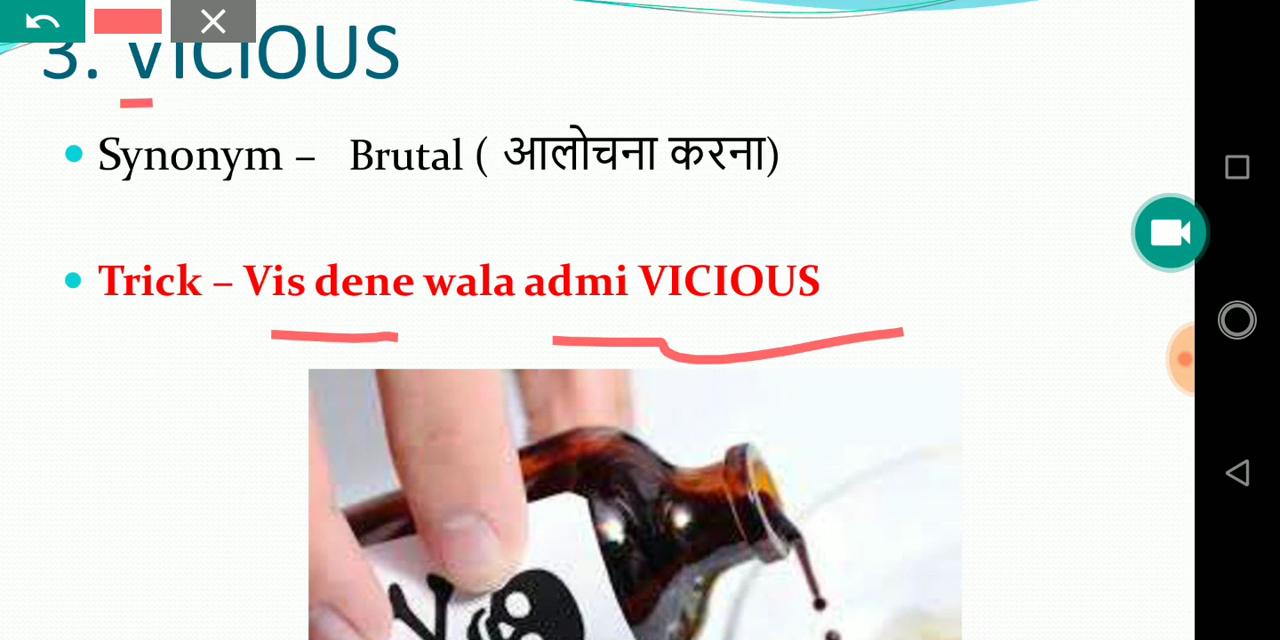 3. VICIOUS
Synonym – Brutal ( आलोचना करना)
Trick – Vis dene wala admi VICIOUS